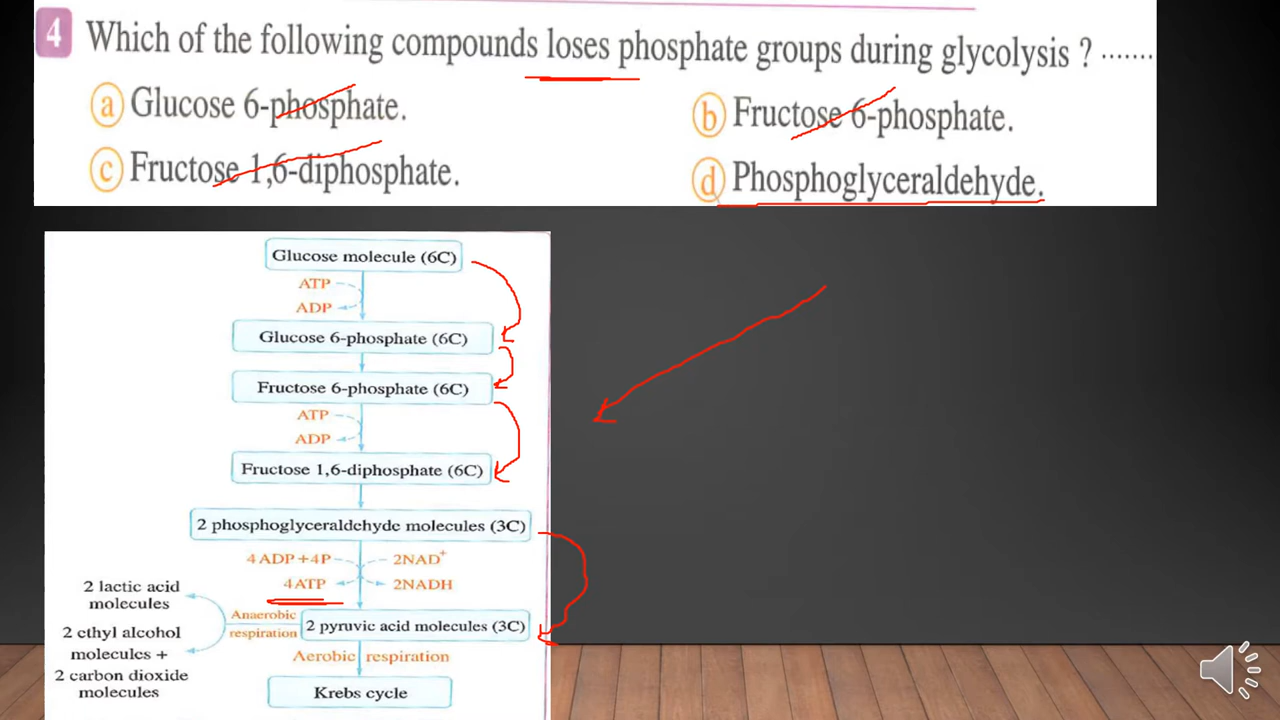 4 Which of the following compounds loses phosphate groups during glycolysis ? .......
a Glucose 6-phosphate.
b Fructose 6-phosphate.
c Fructose 1,6-diphosphate.
d Phosphoglyceraldehyde.
Glucose molecule (6C)
ATP
ADP
Glucose 6-phosphate (6C)
Fructose 6-phosphate (6C)
ATP
ADP
Fructose 1,6-diphosphate (6C)
2 phosphoglyceraldehyde molecules (3C)
4 ADP+4P
2NAD+
4 ATP
2NADH
2 lactic acid
molecules
Anaerobic
respiration
2 pyruvic acid molecules (3C)
2 ethyl alcohol
molecules +
2 carbon dioxide
molecules
Aerobic respiration
Krebs cycle